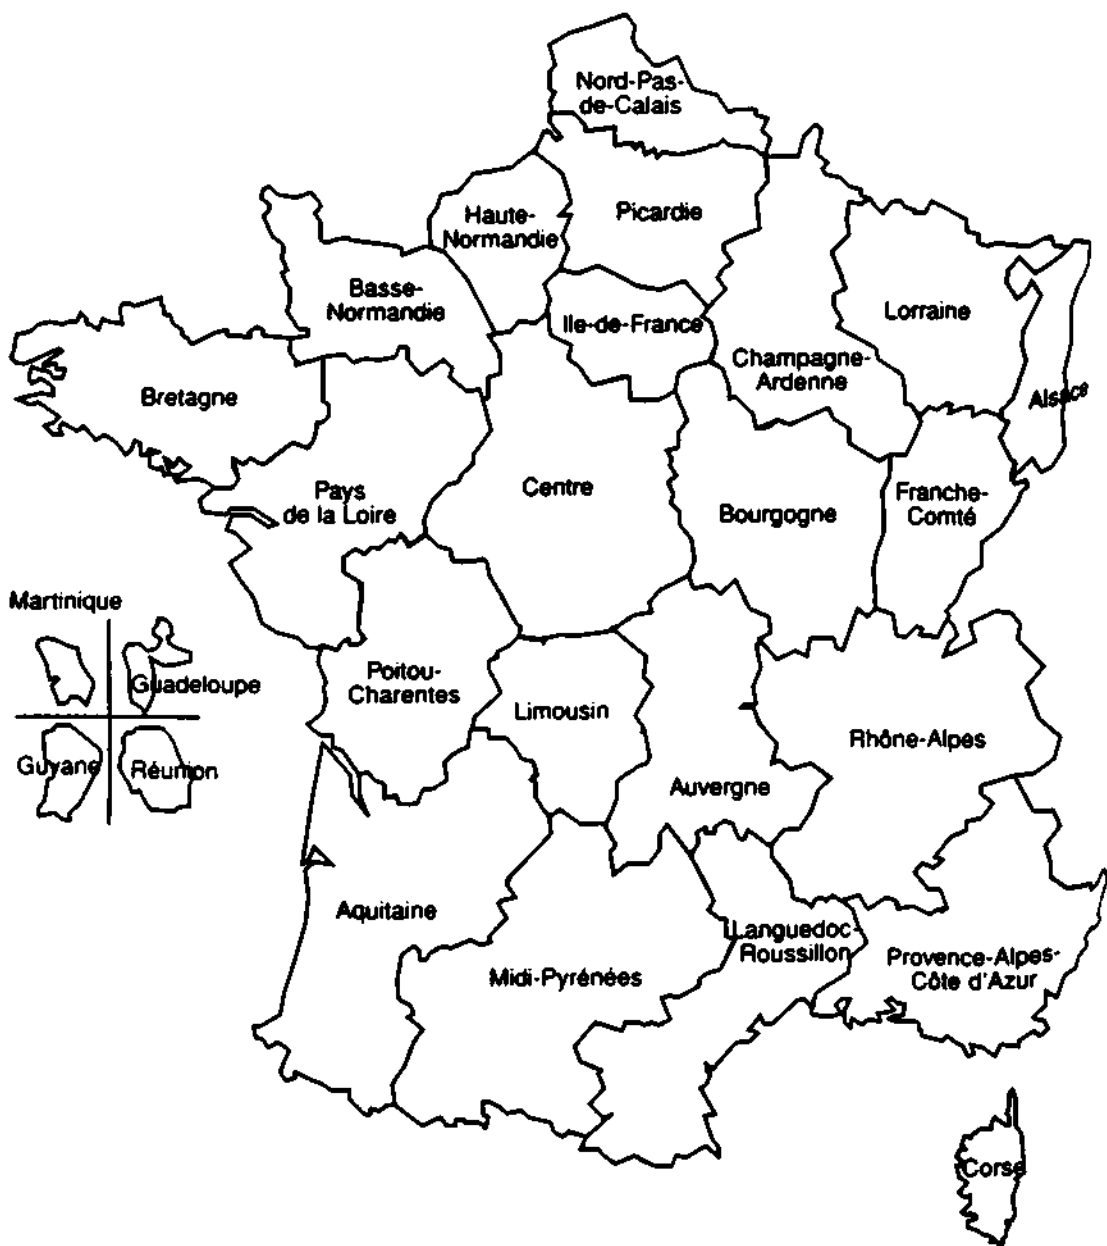 Nord-Pas-
de-Calais
Haute-
Normandie
Picardie
Basse-
Normandie
Ile-de-France
Lorraine
Champagne-
Ardenne
Alsace
Bretagne
Pays
de la Loire
Centre
Bourgogne
Franche-
Comté
Martinique
Guadeloupe
Guyane
Réunion
Poitou-
Charentes
Limousin
Auvergne
Rhône-Alpes
Aquitaine
Midi-Pyrénées
Languedoc-
Roussillon
Provence-Alpes-
Côte d'Azur
Corse